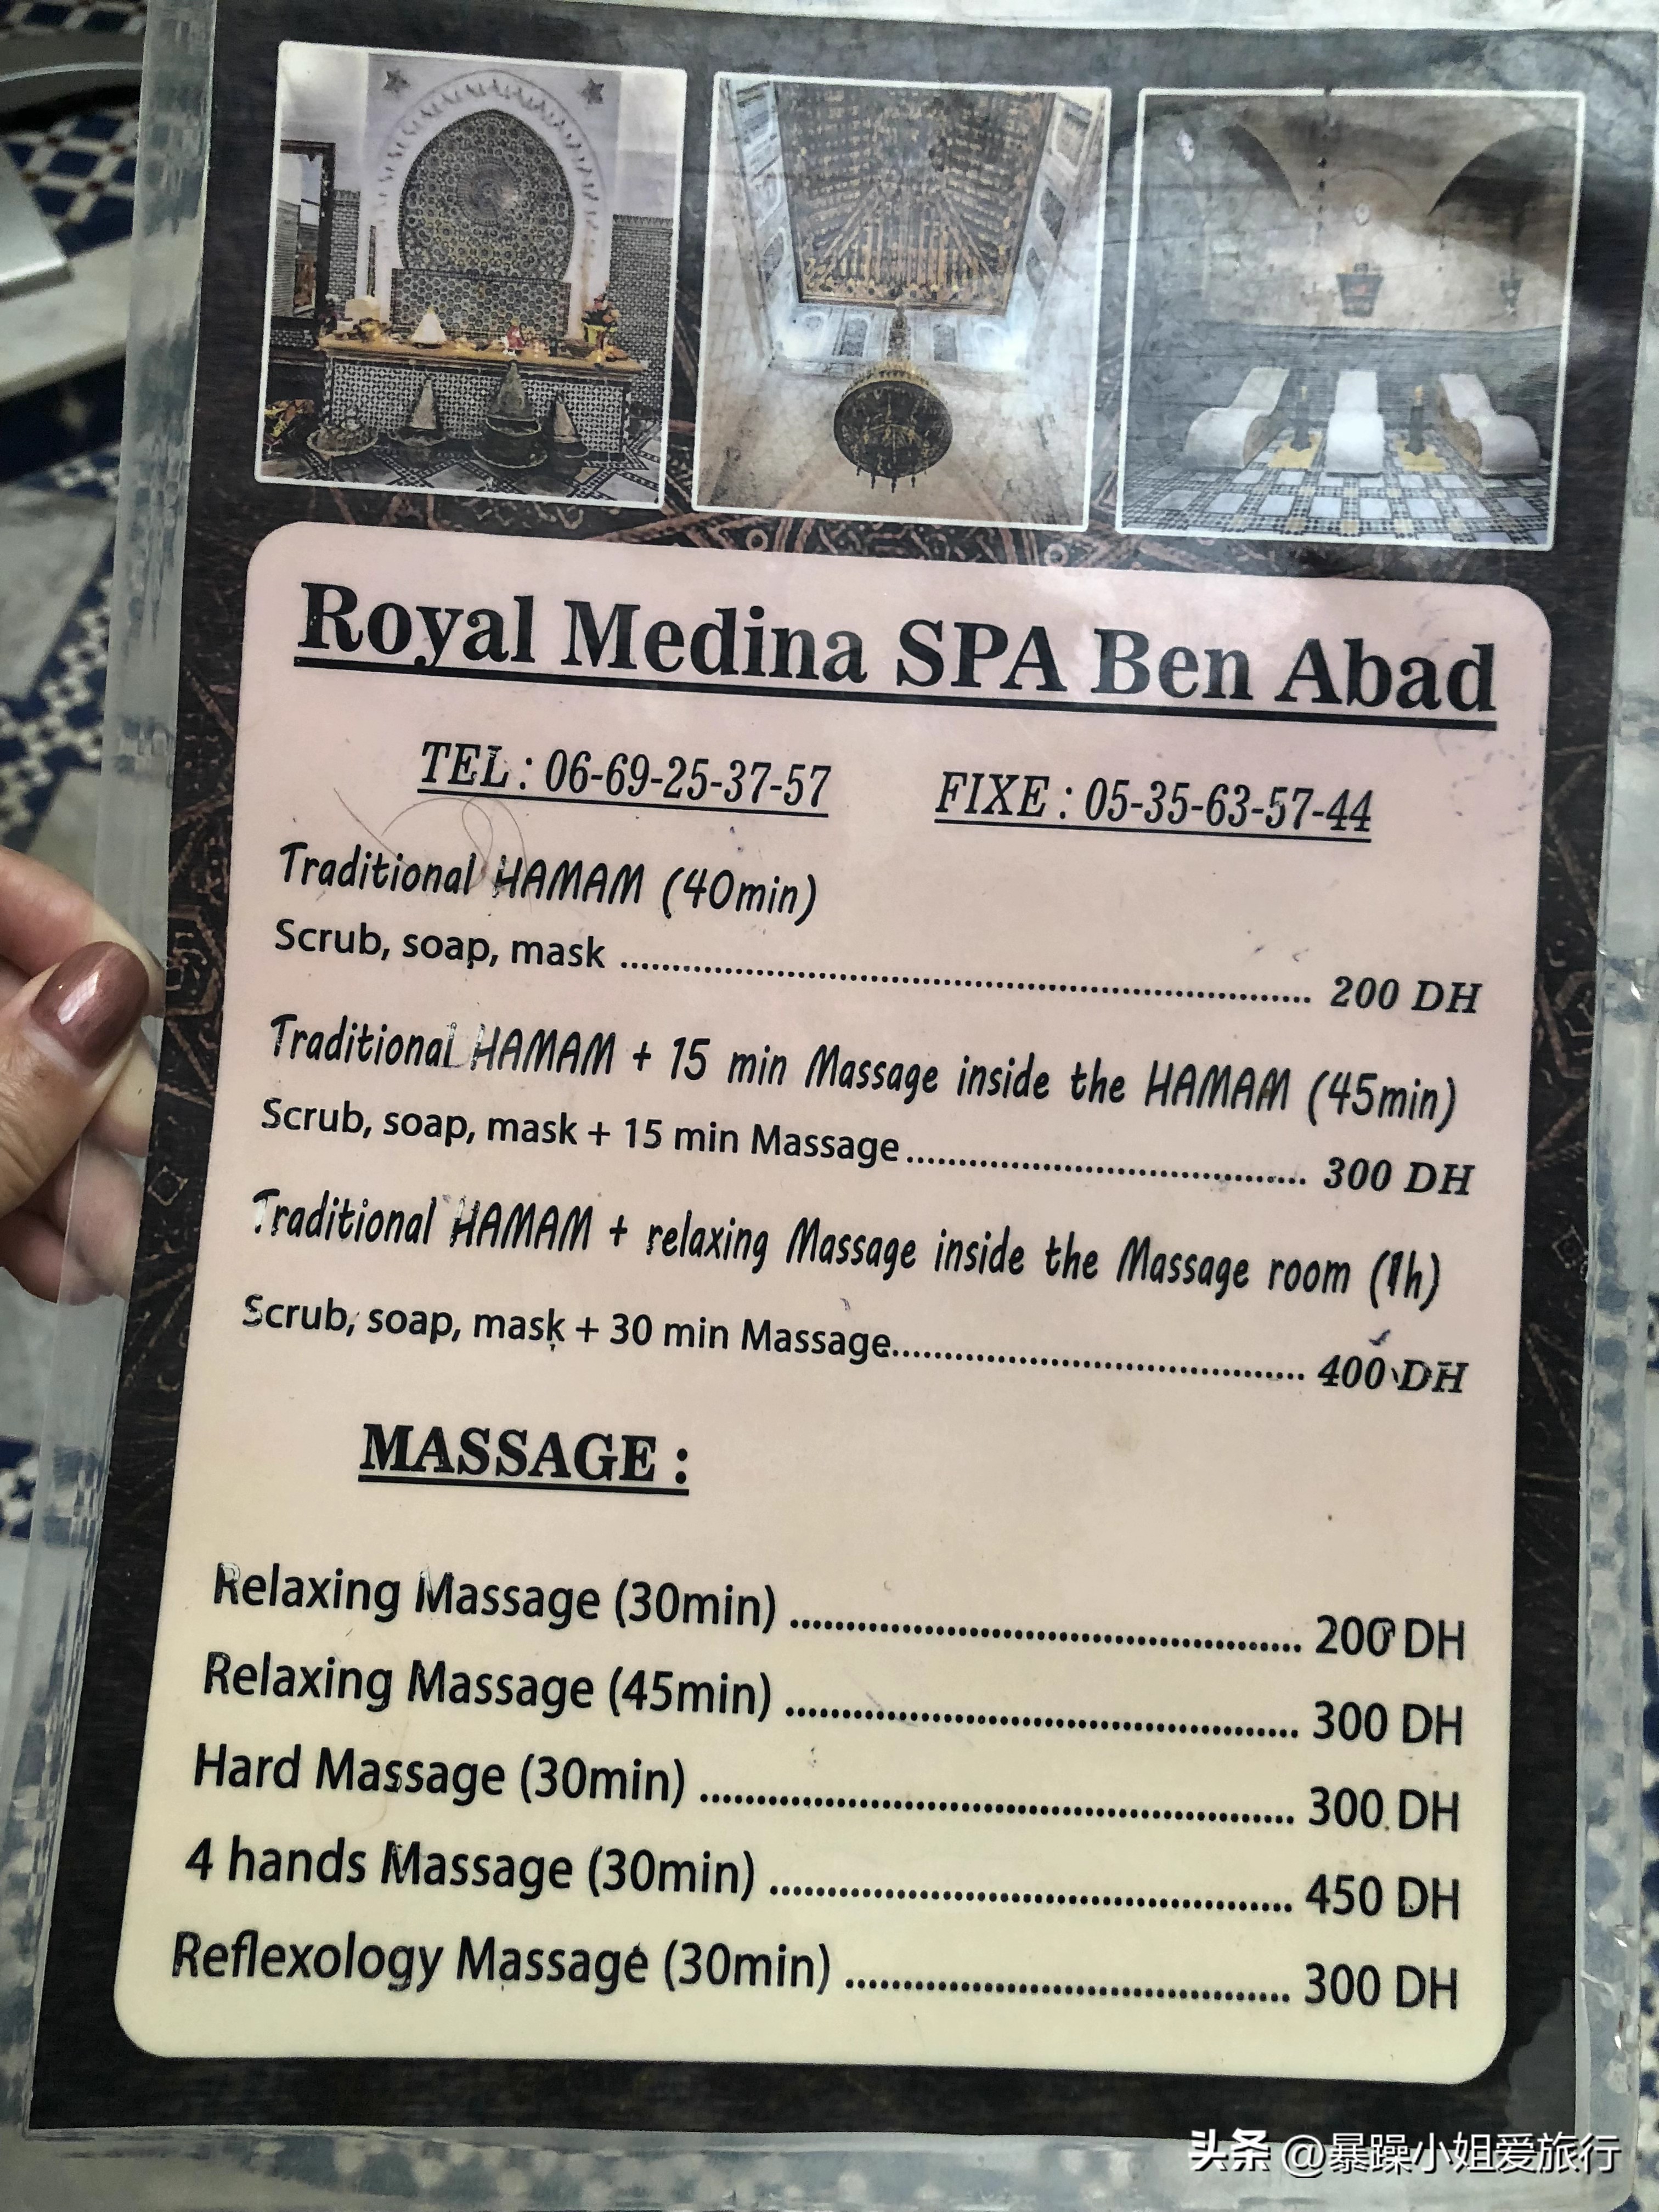 Royal Medina SPA Ben Abad
TEL : 06-69-25-37-57 FIXE : 05-35-63-57-44
Traditional HAMAM (40min)
Scrub, soap, mask ........................ 200 DH
Traditional HAMAM + 15 min Massage inside the HAMAM (45min)
Scrub, soap, mask + 15 min Massage ........................ 300 DH
Traditional HAMAM + relaxing Massage inside the Massage room (1h)
Scrub, soap, mask + 30 min Massage ........................ 400 DH
MASSAGE :
Relaxing Massage (30min) ........................ 200 DH
Relaxing Massage (45min) ........................ 300 DH
Hard Massage (30min) ........................ 300 DH
4 hands Massage (30min) ........................ 450 DH
Reflexology Massage (30min) ........................ 300 DH
头条 @暴躁小姐爱旅行